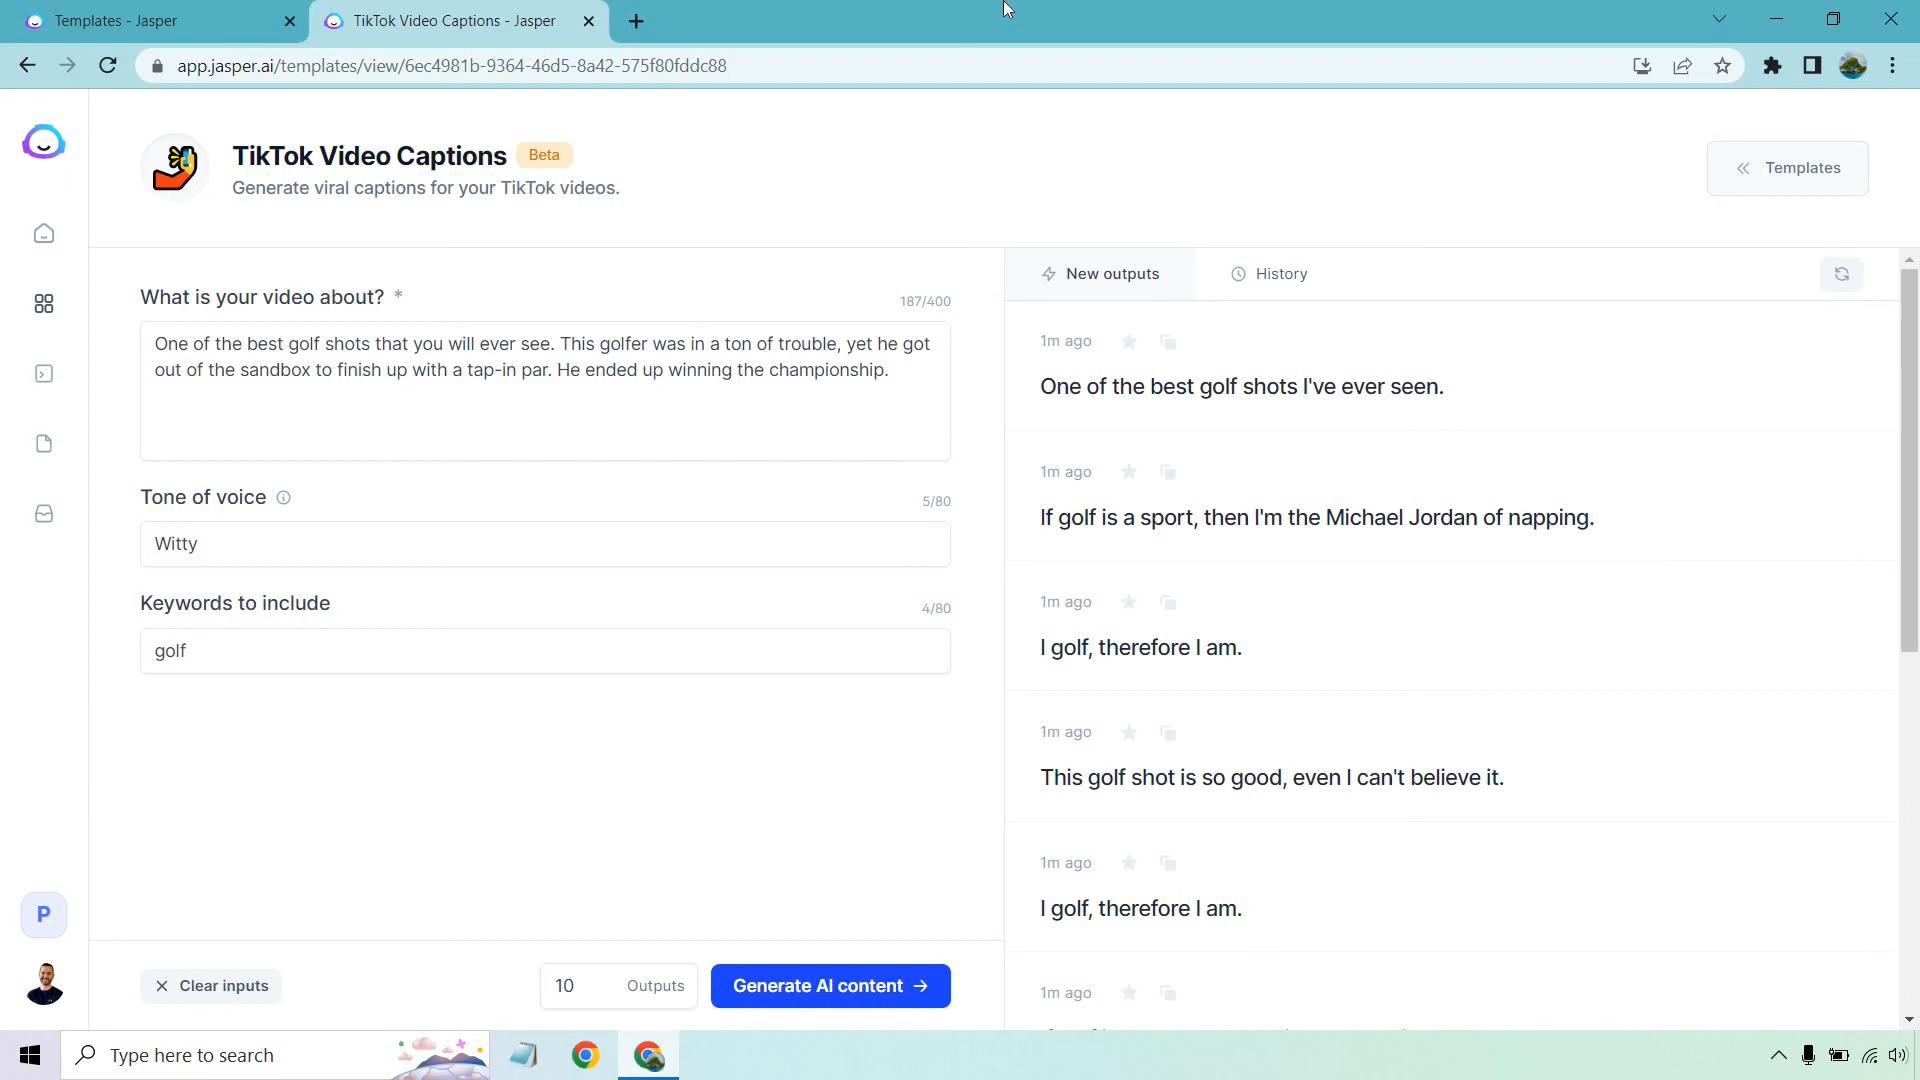 Templates - Jasper
TikTok Video Captions - Jasper
app.jasper.ai/templates/view/6ec4981b-9364-46d5-8a42-575f80fddc88
TikTok Video Captions Beta
Generate viral captions for your TikTok videos.
Templates
What is your video about? *
187/400
One of the best golf shots that you will ever see. This golfer was in a ton of trouble, yet he got
out of the sandbox to finish up with a tap-in par. He ended up winning the championship.
Tone of voice
5/80
Witty
Keywords to include
4/80
golf
Clear inputs
10 Outputs
Generate AI content
New outputs
History
1m ago
One of the best golf shots I've ever seen.
1m ago
If golf is a sport, then I'm the Michael Jordan of napping.
1m ago
I golf, therefore I am.
1m ago
This golf shot is so good, even I can't believe it.
1m ago
I golf, therefore I am.
1m ago
P
Type here to search